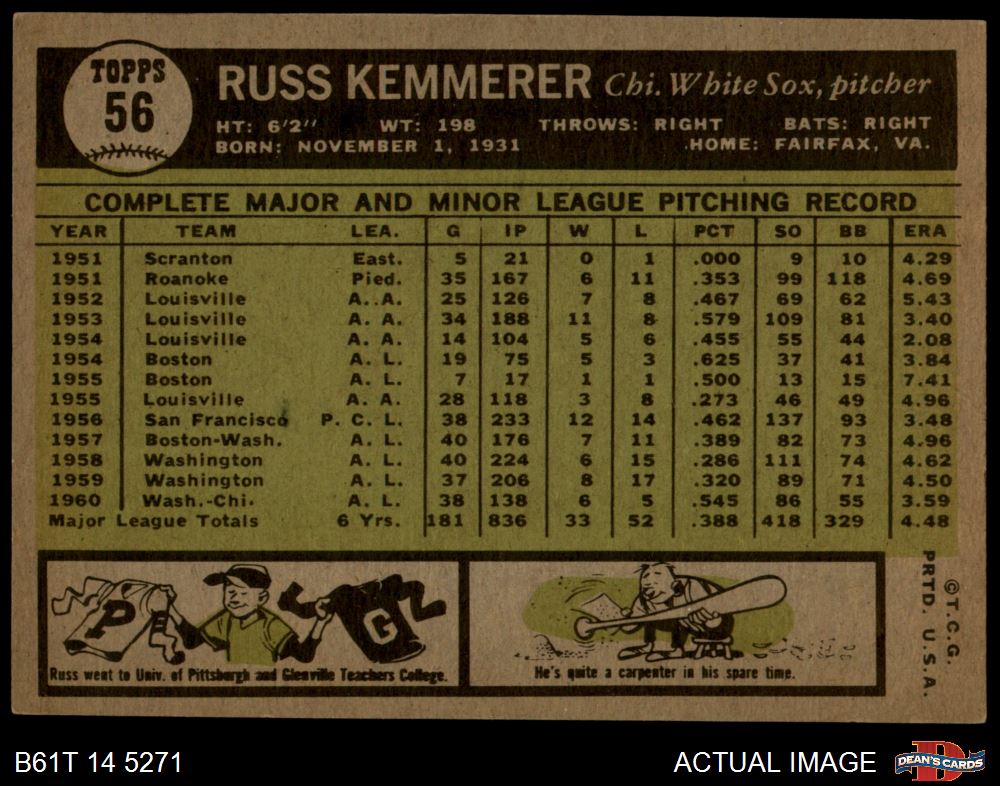 TOPPS
56
RUSS KEMMERER Chi. White Sox, pitcher
HT: 6'2" WT: 198 THROWS: RIGHT BATS: RIGHT
BORN: NOVEMBER 1, 1931 HOME: FAIRFAX, VA.
COMPLETE MAJOR AND MINOR LEAGUE PITCHING RECORD
YEAR TEAM LEA. G IP W L PCT SO BB ERA
1951 Scranton East. 5 21 0 1 .000 9 10 4.29
1951 Roanoke Pied. 35 167 6 11 .353 99 118 4.69
1952 Louisville A. A. 25 126 7 8 .467 69 62 5.43
1953 Louisville A. A. 34 188 11 8 .579 109 81 3.40
1954 Louisville A. A. 14 104 5 6 .455 55 44 2.08
1954 Boston A. L. 19 75 5 3 .625 37 41 3.84
1955 Boston A. L. 7 17 1 1 .500 13 15 7.41
1955 Louisville A. A. 28 118 3 8 .273 46 49 4.96
1956 San Francisco P. C. L. 38 233 12 14 .462 137 93 3.48
1957 Boston-Wash. A. L. 40 176 7 11 .389 82 73 4.96
1958 Washington A. L. 40 224 6 15 .286 111 74 4.62
1959 Washington A. L. 37 206 8 17 .320 89 71 4.50
1960 Wash.-Chi. A. L. 38 138 6 5 .545 86 55 3.59
Major League Totals 6 Yrs. 181 836 33 52 .388 418 329 4.48
P
G
Russ went to Univ. of Pittsburgh and Glenville Teachers College.
He's quite a carpenter in his spare time.
©T.C.G.
PRTD. U.S.A.
B61T 14 5271
ACTUAL IMAGE
D
DEAN'S CARDS